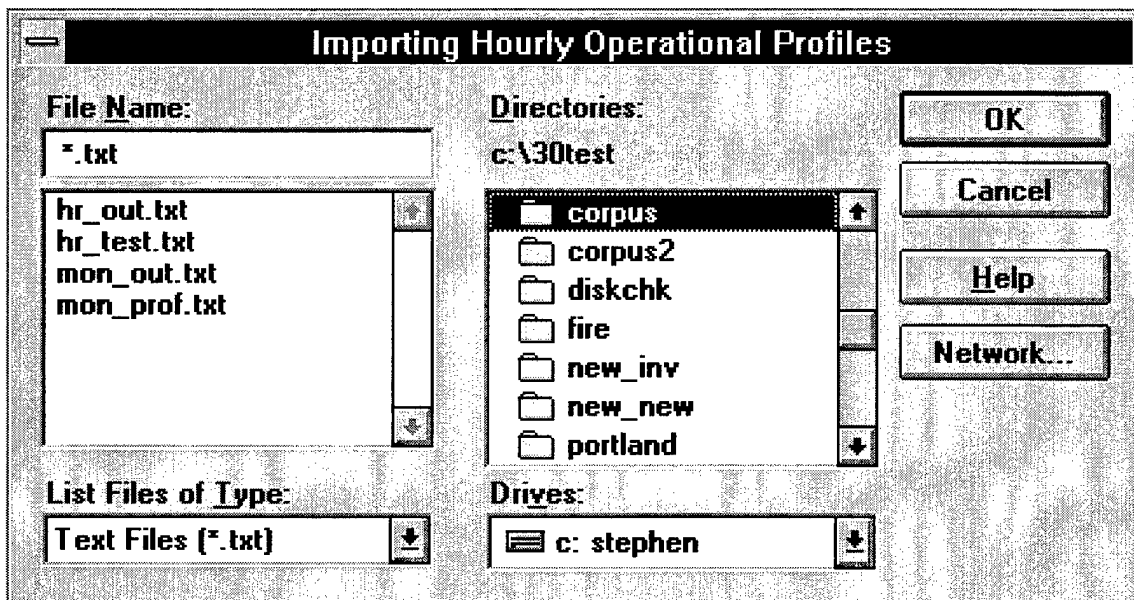 Importing Hourly Operational Profiles
File Name:
*.txt
hr_out.txt
hr_test.txt
mon_out.txt
mon_prof.txt
List Files of Type:
Text Files (*.txt)
Directories:
c:\30test
corpus
corpus2
diskchk
fire
new_inv
new_new
portland
Drives:
c: stephen
OK
Cancel
Help
Network...